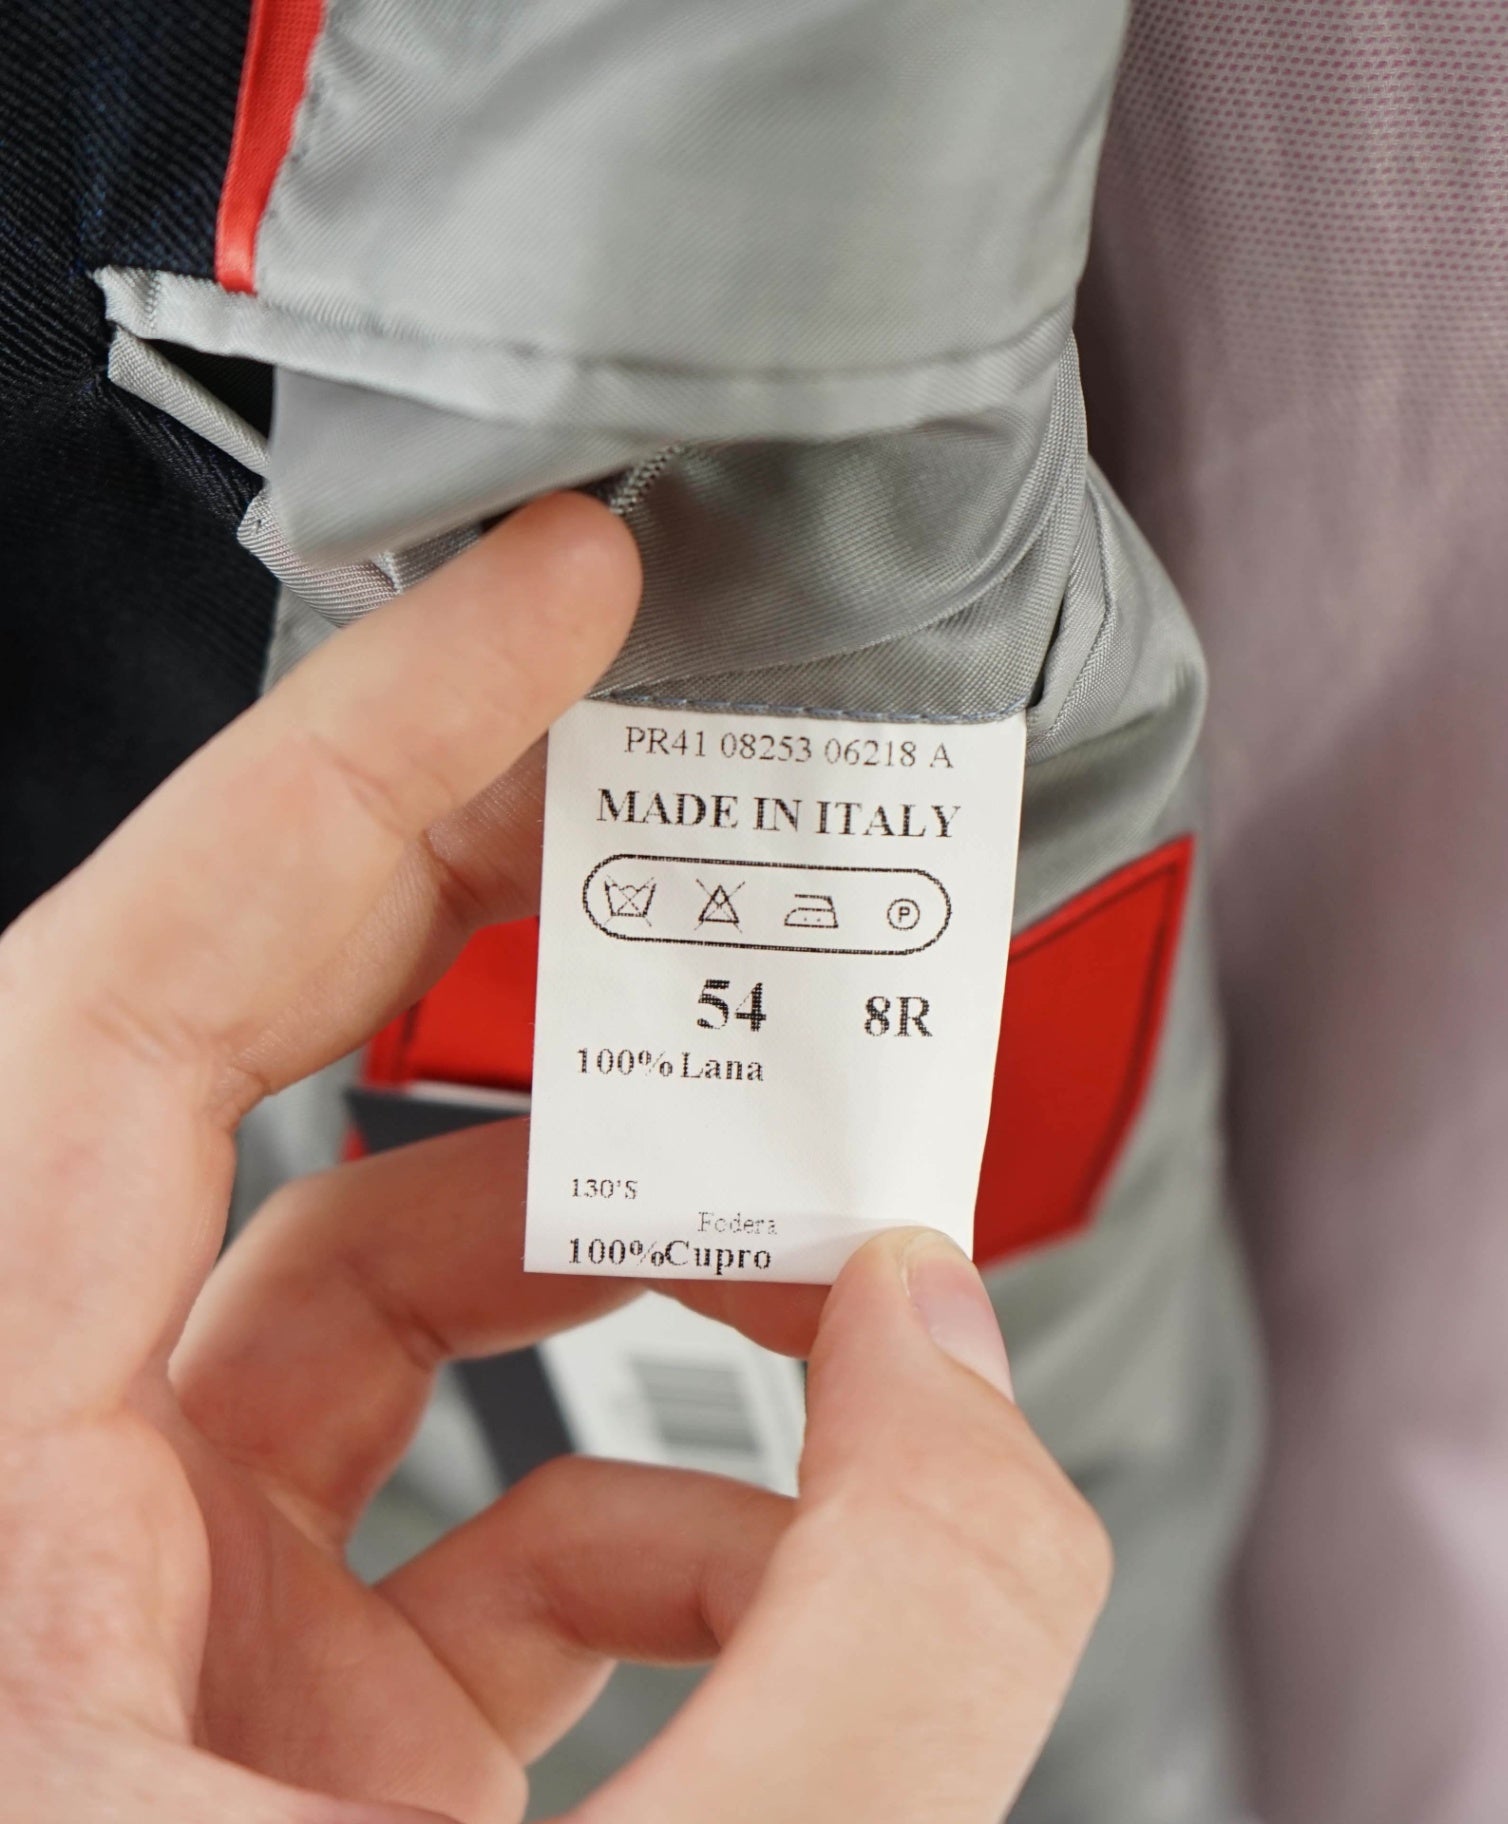 PR41 08253 06218 A
MADE IN ITALY
P
54 8R
100% Lana
130'S
Fodera
100%Cupro